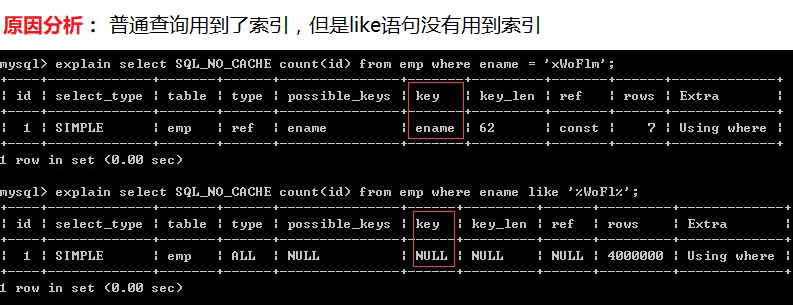 原因分析： 普通查询用到了索引，但是like语句没有用到索引
mysql> explain select SQL_NO_CACHE count(id) from emp where ename = 'xWoFlm';
+----+-------------+-------+------+---------------+-------+---------+-------+------+-------------+
¦ id ¦ select_type ¦ table ¦ type ¦ possible_keys ¦ key ¦ key_len ¦ ref ¦ rows ¦ Extra ¦
+----+-------------+-------+------+---------------+-------+---------+-------+------+-------------+
¦ 1 ¦ SIMPLE ¦ emp ¦ ref ¦ ename ¦ ename ¦ 62 ¦ const ¦ 7 ¦ Using where ¦
+----+-------------+-------+------+---------------+-------+---------+-------+------+-------------+
1 row in set (0.00 sec)
mysql> explain select SQL_NO_CACHE count(id) from emp where ename like '%WoFl%';
+----+-------------+-------+------+---------------+------+---------+------+---------+-------------+
¦ id ¦ select_type ¦ table ¦ type ¦ possible_keys ¦ key ¦ key_len ¦ ref ¦ rows ¦ Extra ¦
+----+-------------+-------+------+---------------+------+---------+------+---------+-------------+
¦ 1 ¦ SIMPLE ¦ emp ¦ ALL ¦ NULL ¦ NULL ¦ NULL ¦ NULL ¦ 4000000 ¦ Using where ¦
+----+-------------+-------+------+---------------+------+---------+------+---------+-------------+
1 row in set (0.00 sec)